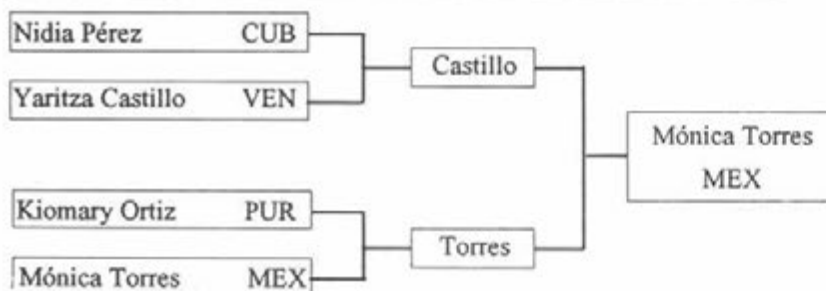 Nidia Pérez CUB
Castillo
Yaritza Castillo VEN
Mónica Torres
MEX
Kiomary Ortiz PUR
Torres
Mónica Torres MEX